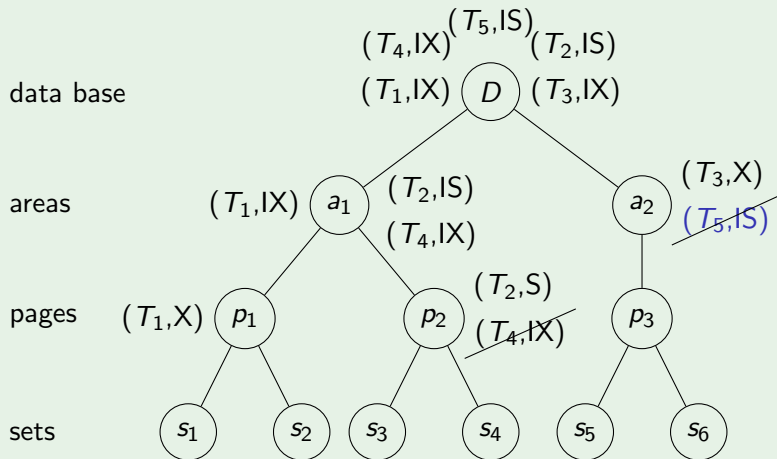 (T₅,IS)
(T₄,IX) (T₂,IS)
data base (T₁,IX) D (T₃,IX)
(T₃,X)
areas (T₁,IX) a₁ (T₂,IS) a₂
(T₄,IX) (T₅,IS)
(T₂,S)
pages (T₁,X) p₁ p₂ p₃
(T₄,IX)
sets s₁ s₂ s₃ s₄ s₅ s₆